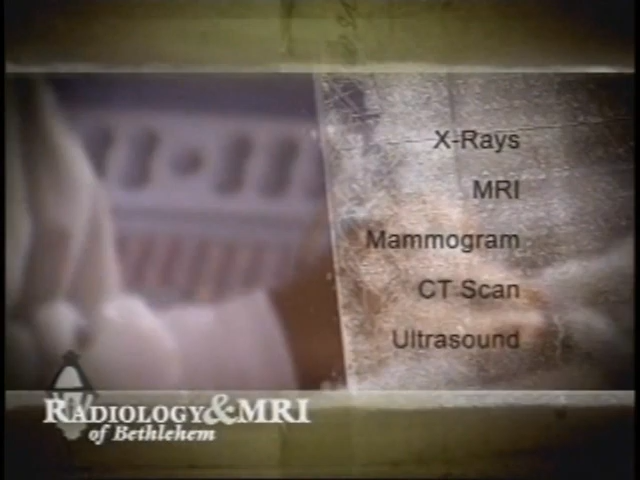 X-Rays
MRI
Mammogram
CT Scan
Ultrasound
RADIOLOGY&MRI
of Bethlehem